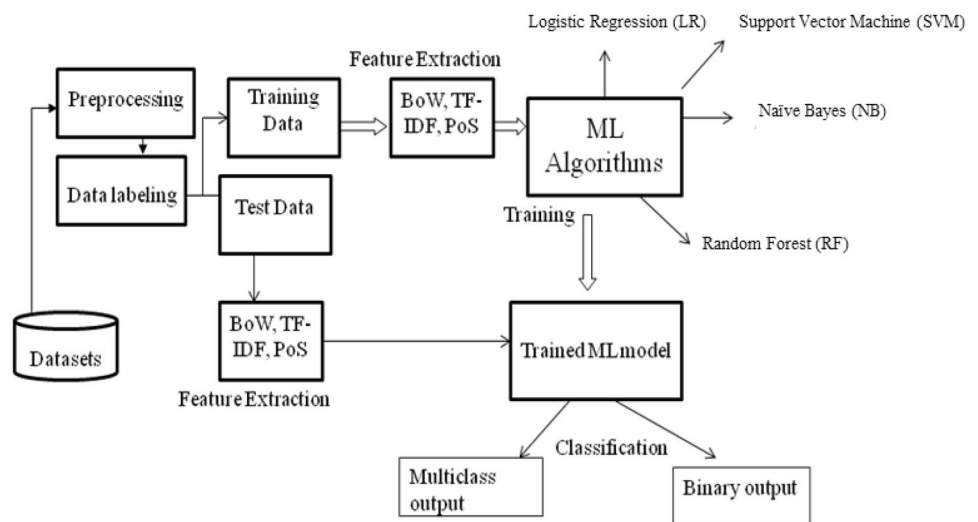 Logistic Regression (LR)
Support Vector Machine (SVM)
Feature Extraction
Preprocessing
Training
Data
BoW, TF-
IDF, PoS
ML
Algorithms
Naïve Bayes (NB)
Data labeling
Test Data
Training
Random Forest (RF)
Datasets
BoW, TF-
IDF, PoS
Trained ML model
Feature Extraction
Classification
Multiclass
output
Binary output